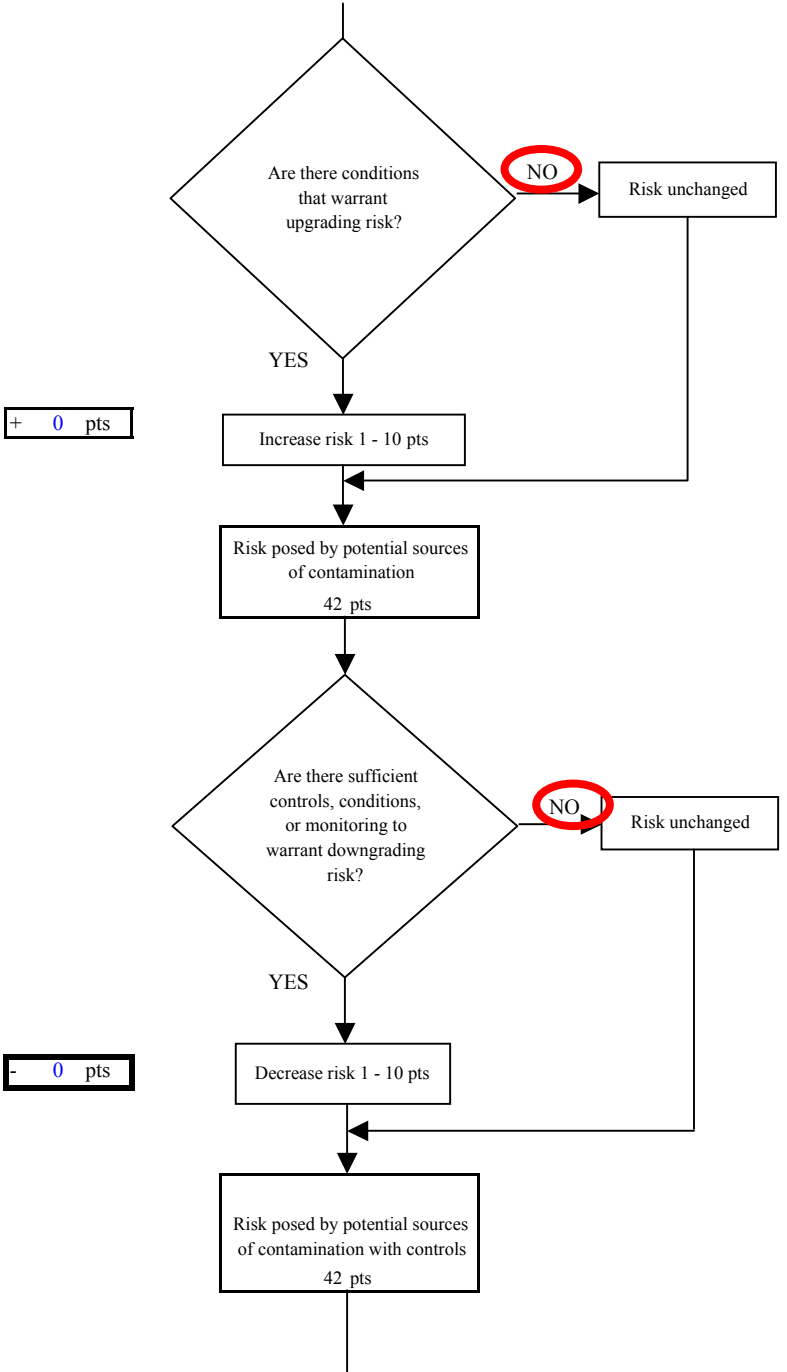 Are there conditions
that warrant
upgrading risk?
NO
Risk unchanged
YES
+ 0 pts
Increase risk 1 - 10 pts
Risk posed by potential sources
of contamination
42 pts
Are there sufficient
controls, conditions,
or monitoring to
warrant downgrading
risk?
NO
Risk unchanged
YES
- 0 pts
Decrease risk 1 - 10 pts
Risk posed by potential sources
of contamination with controls
42 pts